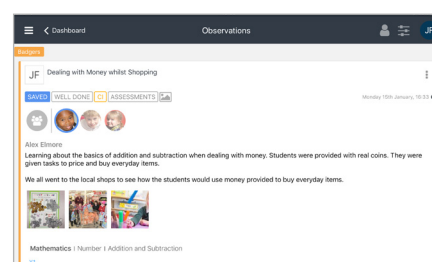 Dashboard
Observations
JF
Badgers
JF
Dealing with Money whilst Shopping
SAVED WELL DONE CI ASSESSMENTS
Monday 15th January, 16:33
Alex Elmore
Learning about the basics of addition and subtraction when dealing with money. Students were provided with real coins. They were
given tasks to price and buy everyday items.
We all went to the local shops to see how the students would use money provided to buy everyday items.
Mathematics | Number | Addition and Subtraction